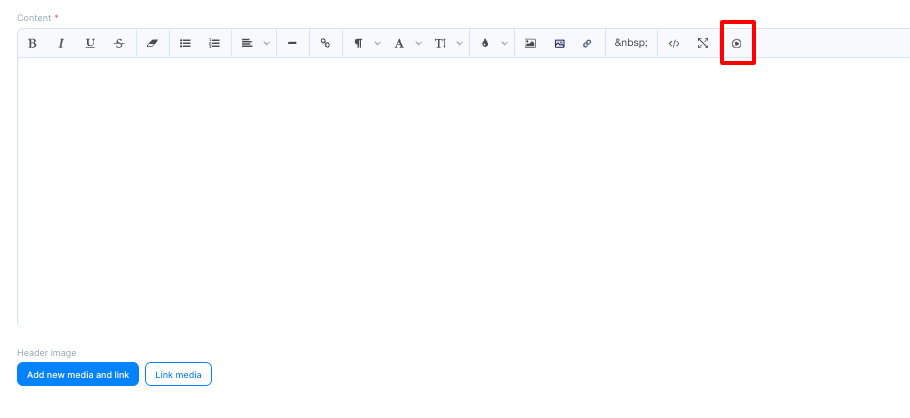 Content *
B I U S A T! &nbsp; </>
Header image
Add new media and link Link media